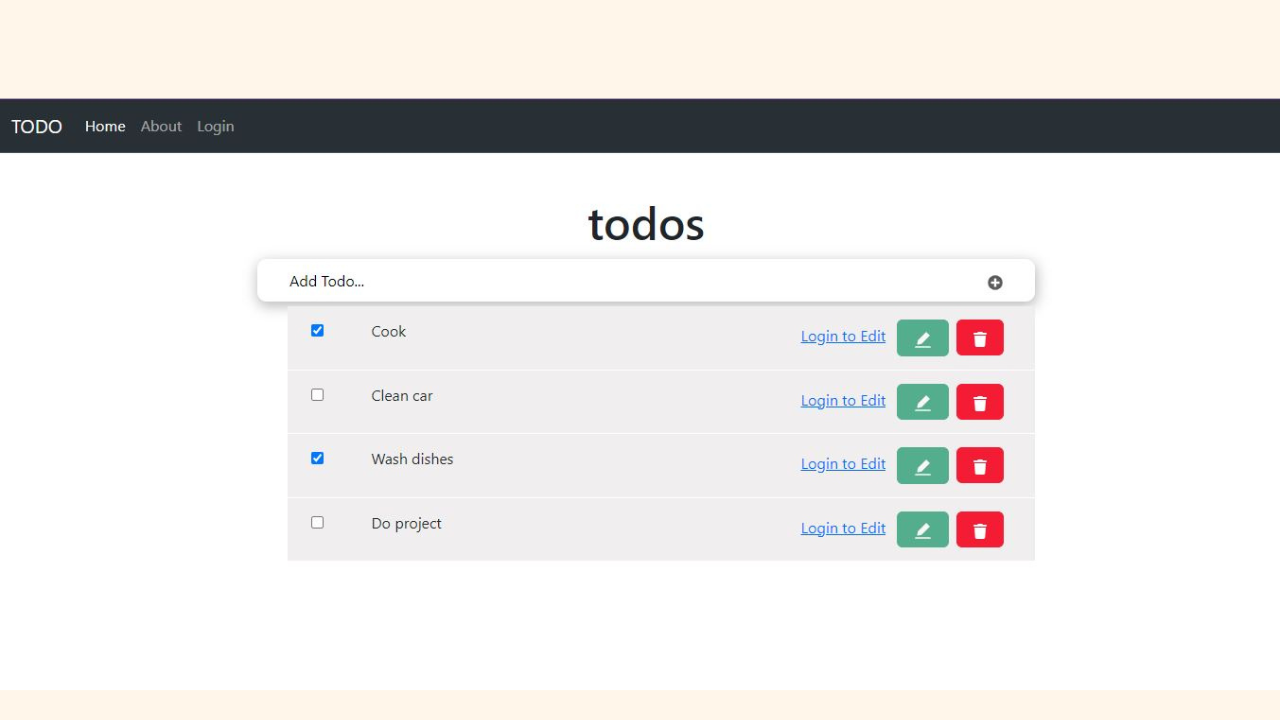 TODO Home About Login
todos
Add Todo...
Cook Login to Edit
Clean car Login to Edit
Wash dishes Login to Edit
Do project Login to Edit